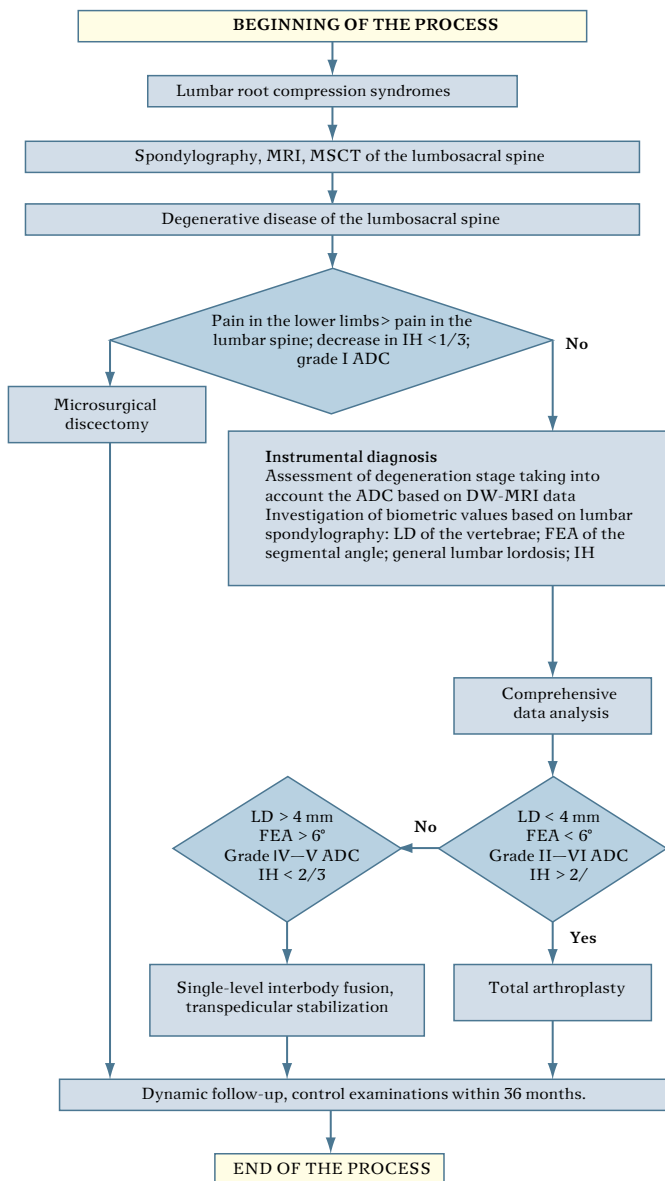 BEGINNING OF THE PROCESS
Lumbar root compression syndromes
Spondylography, MRI, MSCT of the lumbosacral spine
Degenerative disease of the lumbosacral spine
Pain in the lower limbs> pain in the
lumbar spine; decrease in IH <1/3;
grade I ADC
No
Microsurgical
discectomy
Instrumental diagnosis
Assessment of degeneration stage taking into
account the ADC based on DW-MRI data
Investigation of biometric values based on lumbar
spondylography: LD of the vertebrae; FEA of the
segmental angle; general lumbar lordosis; IH
Comprehensive
data analysis
LD < 4 mm
FEA < 6°
Grade II—VI ADC
IH > 2/
No
LD > 4 mm
FEA > 6°
Grade IV—V ADC
IH < 2/3
Yes
Single-level interbody fusion,
transpedicular stabilization
Total arthroplasty
Dynamic follow-up, control examinations within 36 months.
END OF THE PROCESS